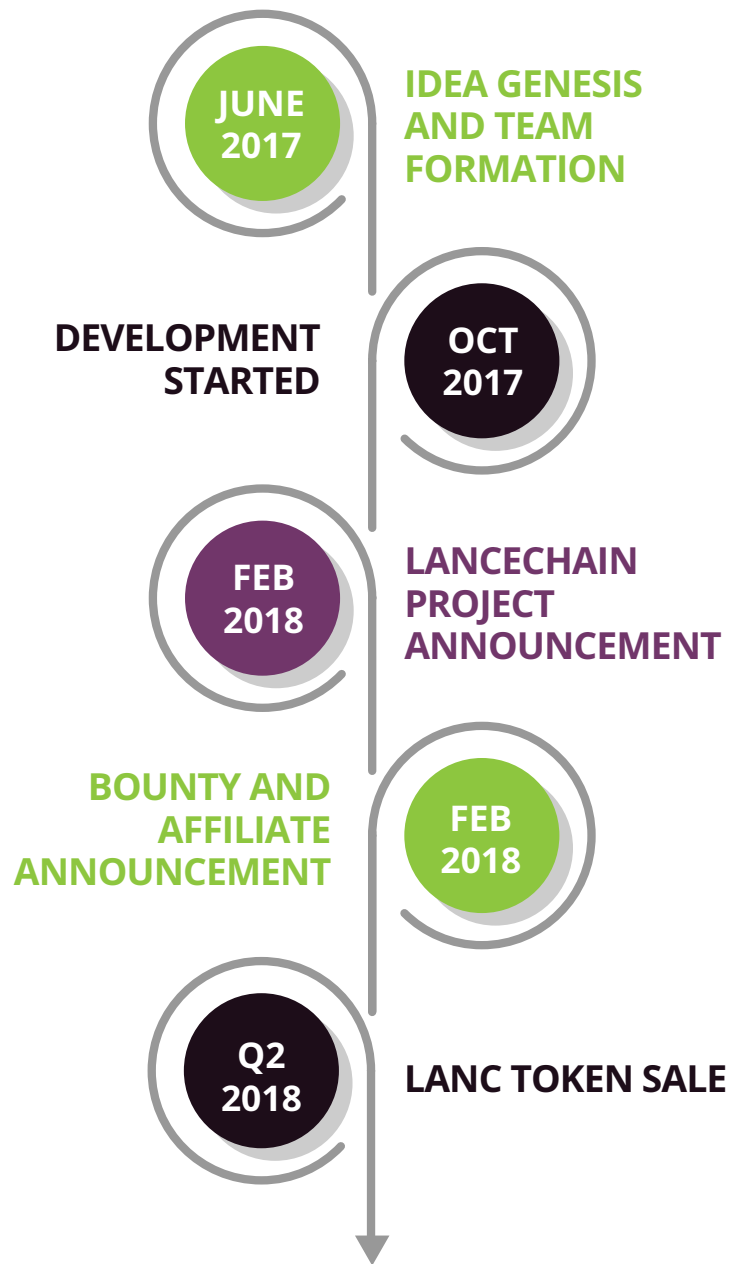 JUNE
2017
IDEA GENESIS
AND TEAM
FORMATION
DEVELOPMENT
STARTED
OCT
2017
FEB
2018
LANCECHAIN
PROJECT
ANNOUNCEMENT
BOUNTY AND
AFFILIATE
ANNOUNCEMENT
FEB
2018
Q2
2018
LANC TOKEN SALE